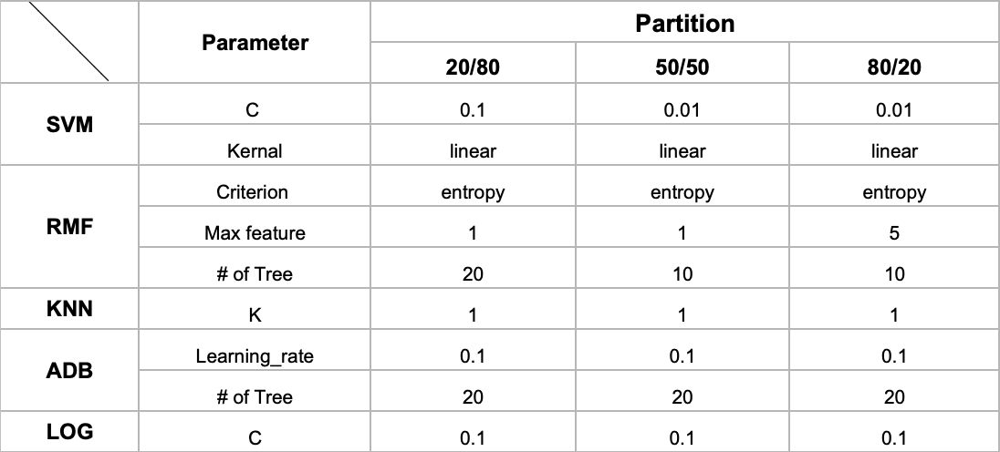 Parameter Partition
20/80 50/50 80/20
SVM C 0.1 0.01 0.01
Kernal linear linear linear
RMF Criterion entropy entropy entropy
Max feature 1 1 5
# of Tree 20 10 10
KNN K 1 1 1
ADB Learning_rate 0.1 0.1 0.1
# of Tree 20 20 20
LOG C 0.1 0.1 0.1